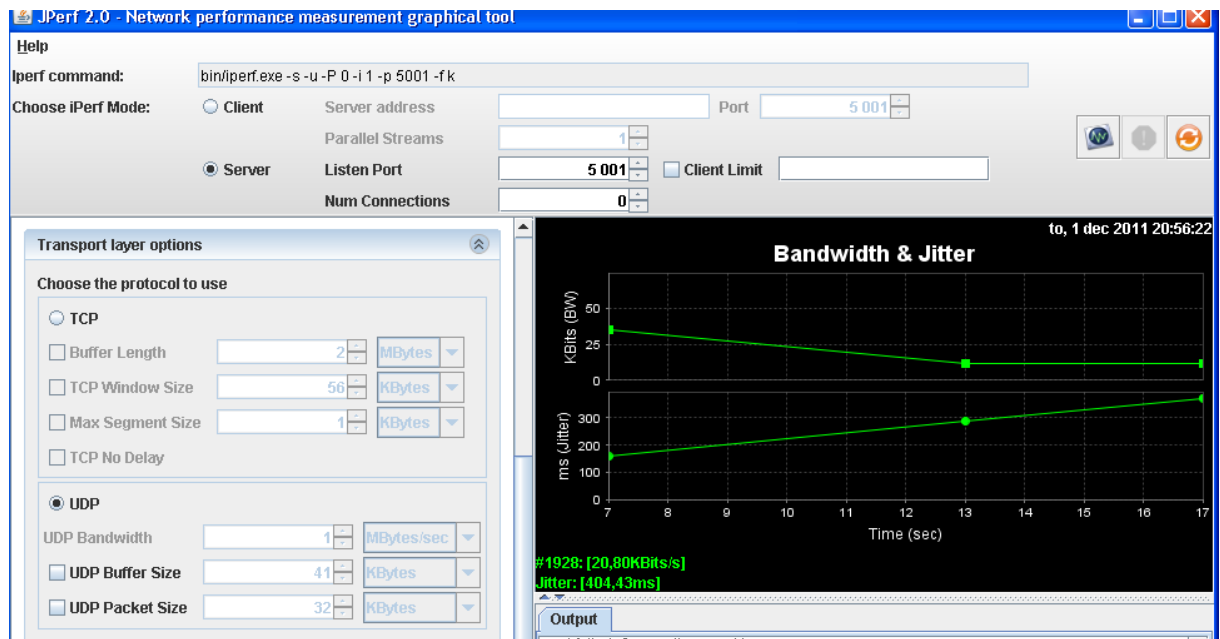 JPerf 2.0 - Network performance measurement graphical tool
Help
Iperf command: bin/iperf.exe -s -u -P 0 -i 1 -p 5001 -f k
Choose iPerf Mode: Client Server address Port 5 001
Parallel Streams 1
Server Listen Port 5 001 Client Limit
Num Connections 0
Transport layer options
Choose the protocol to use
TCP
Buffer Length 2 MBytes
TCP Window Size 56 KBytes
Max Segment Size 1 KBytes
TCP No Delay
UDP
UDP Bandwidth 1 MBytes/sec
UDP Buffer Size 41 KBytes
UDP Packet Size 32 KBytes
to, 1 dec 2011 20:56:22
Bandwidth & Jitter
KBits (BW)
50
25
0
ms (Jitter)
300
200
100
0
7 8 9 10 11 12 13 14 15 16 17
Time (sec)
#1928: [20,80KBits/s]
Jitter: [404,43ms]
Output